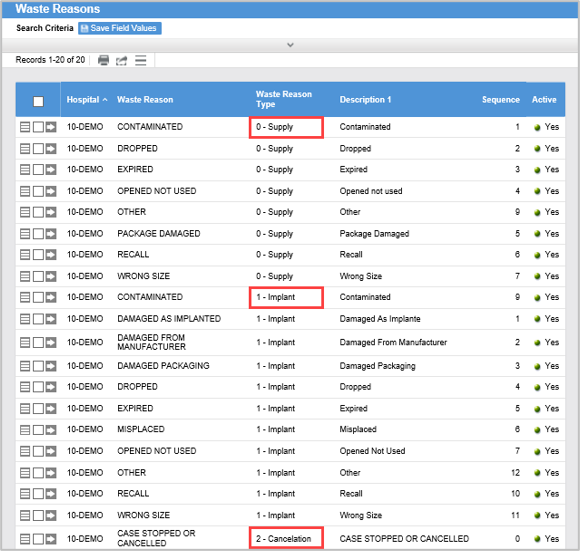 Waste Reasons
Search Criteria Save Field Values
Records 1-20 of 20
Hospital Waste Reason Waste Reason Type Description 1 Sequence Active
10-DEMO CONTAMINATED 0 - Supply Contaminated 1 Yes
10-DEMO DROPPED 0 - Supply Dropped 2 Yes
10-DEMO EXPIRED 0 - Supply Expired 3 Yes
10-DEMO OPENED NOT USED 0 - Supply Opened not used 4 Yes
10-DEMO OTHER 0 - Supply Other 9 Yes
10-DEMO PACKAGE DAMAGED 0 - Supply Package Damaged 5 Yes
10-DEMO RECALL 0 - Supply Recall 6 Yes
10-DEMO WRONG SIZE 0 - Supply Wrong Size 7 Yes
10-DEMO CONTAMINATED 1 - Implant Contaminated 9 Yes
10-DEMO DAMAGED AS IMPLANTED 1 - Implant Damaged As Implante 1 Yes
10-DEMO DAMAGED FROM MANUFACTURER 1 - Implant Damaged From Manufacturer 2 Yes
10-DEMO DAMAGED PACKAGING 1 - Implant Damaged Packaging 3 Yes
10-DEMO DROPPED 1 - Implant Dropped 4 Yes
10-DEMO EXPIRED 1 - Implant Expired 5 Yes
10-DEMO MISPLACED 1 - Implant Misplaced 6 Yes
10-DEMO OPENED NOT USED 1 - Implant Opened Not Used 7 Yes
10-DEMO OTHER 1 - Implant Other 12 Yes
10-DEMO RECALL 1 - Implant Recall 10 Yes
10-DEMO WRONG SIZE 1 - Implant Wrong Size 11 Yes
10-DEMO CASE STOPPED OR CANCELLED 2 - Cancelation CASE STOPPED OR CANCELLED 0 Yes